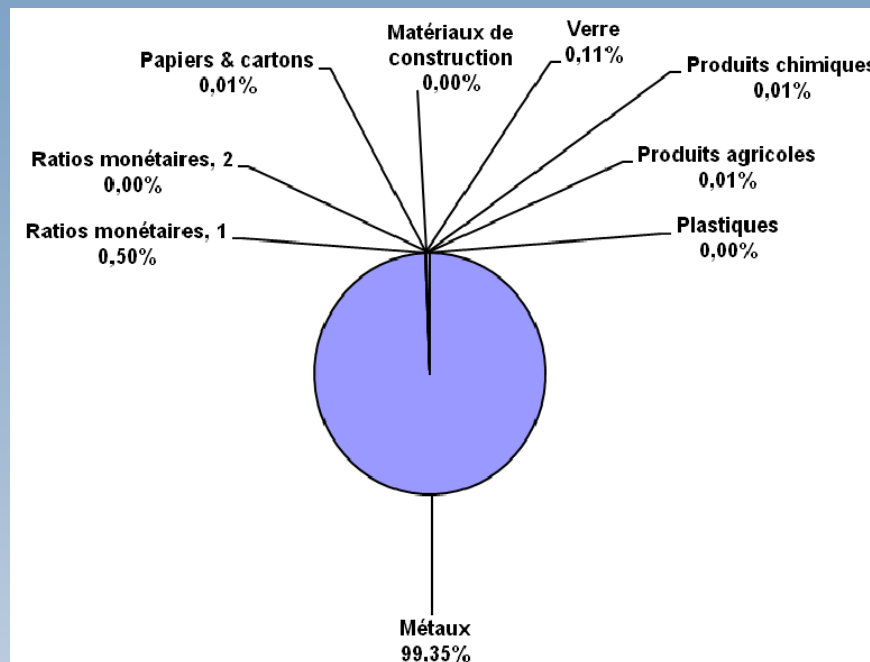 Matériaux de
construction
0,00%
Verre
0,11%
Papiers & cartons
0,01%
Produits chimiques
0,01%
Ratios monétaires, 2
0,00%
Produits agricoles
0,01%
Ratios monétaires, 1
0,50%
Plastiques
0,00%
Métaux
99,35%